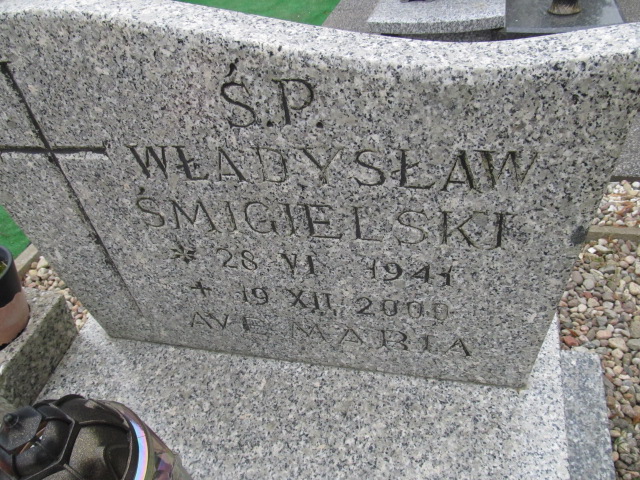 Ś.P.
WŁADYSŁAW
ŚMIGIELSKI
* 28 VI 1941
+ 19 XII 2000
AVE MARIA